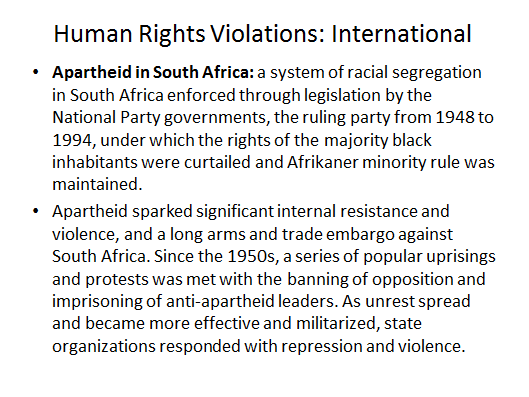 Human Rights Violations: International
• Apartheid in South Africa: a system of racial segregation
in South Africa enforced through legislation by the
National Party governments, the ruling party from 1948 to
1994, under which the rights of the majority black
inhabitants were curtailed and Afrikaner minority rule was
maintained.
• Apartheid sparked significant internal resistance and
violence, and a long arms and trade embargo against
South Africa. Since the 1950s, a series of popular uprisings
and protests was met with the banning of opposition and
imprisoning of anti-apartheid leaders. As unrest spread
and became more effective and militarized, state
organizations responded with repression and violence.